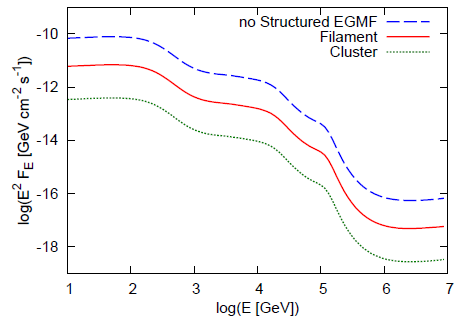 no Structured EGMF
Filament
Cluster
log(E² F_E [GeV cm⁻² s⁻¹])
-10
-12
-14
-16
-18
1 2 3 4 5 6 7
log(E [GeV])